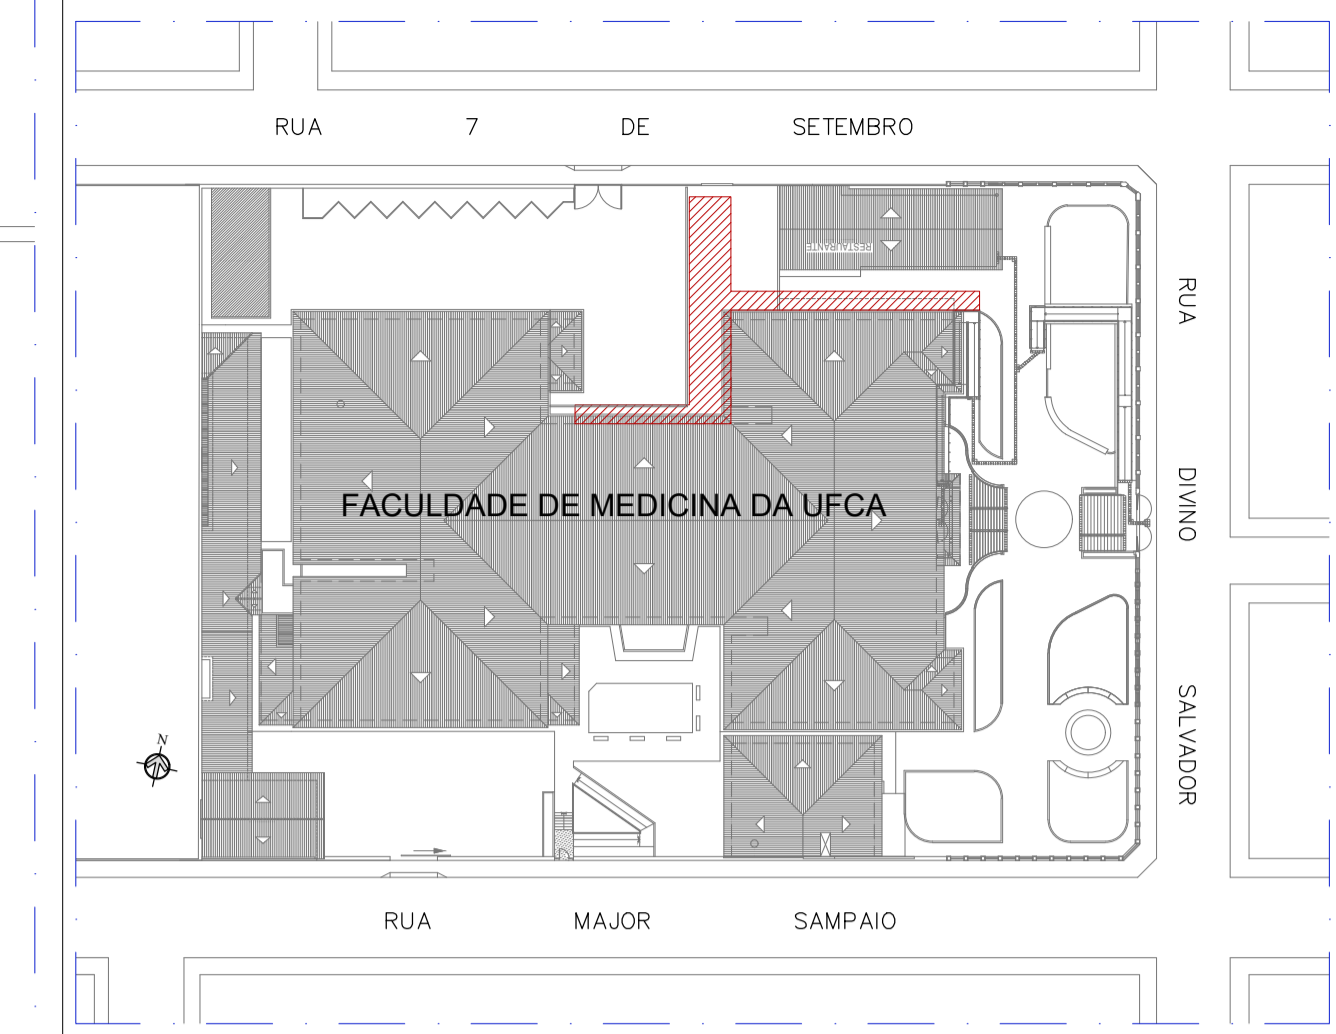 RUA 7 DE SETEMBRO
RESTAURANTE
RUA DIVINO SALVADOR
FACULDADE DE MEDICINA DA UFCA
N
RUA MAJOR SAMPAIO